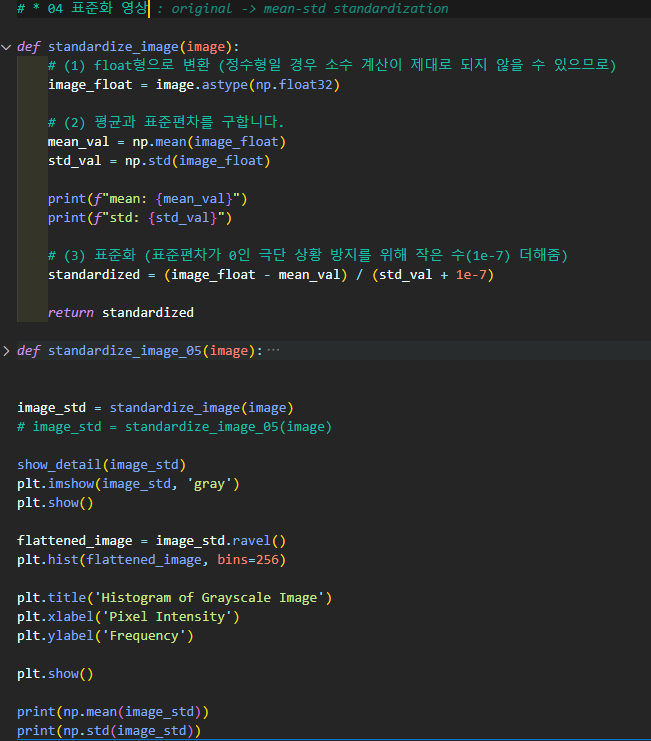 # * 04 표준화 영상 : original -> mean-std standardization
def standardize_image(image):
# (1) float형으로 변환 (정수형일 경우 소수 계산이 제대로 되지 않을 수 있으므로)
image_float = image.astype(np.float32)
# (2) 평균과 표준편차를 구합니다.
mean_val = np.mean(image_float)
std_val = np.std(image_float)
print(f"mean: {mean_val}")
print(f"std: {std_val}")
# (3) 표준화 (표준편차가 0인 극단 상황 방지를 위해 작은 수(1e-7) 더해줌)
standardized = (image_float - mean_val) / (std_val + 1e-7)
return standardized
def standardize_image_05(image): ···
image_std = standardize_image(image)
# image_std = standardize_image_05(image)
show_detail(image_std)
plt.imshow(image_std, 'gray')
plt.show()
flattened_image = image_std.ravel()
plt.hist(flattened_image, bins=256)
plt.title('Histogram of Grayscale Image')
plt.xlabel('Pixel Intensity')
plt.ylabel('Frequency')
plt.show()
print(np.mean(image_std))
print(np.std(image_std))